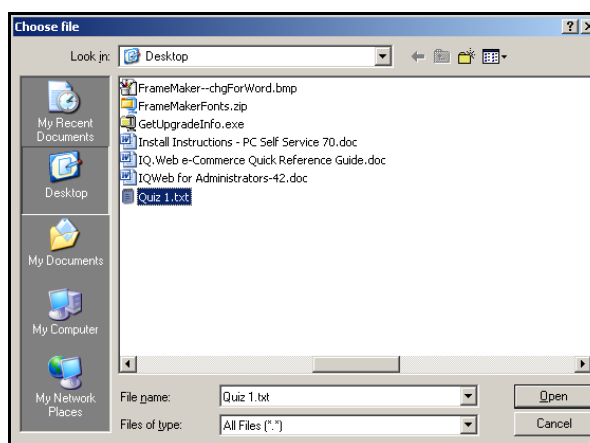 Choose file
Look in:
Desktop
My Recent
Documents
Desktop
My Documents
My Computer
My Network
Places
FrameMaker--chgForWord.bmp
FrameMakerFonts.zip
GetUpgradeInfo.exe
Install Instructions - PC Self Service 70.doc
IQ.Web e-Commerce Quick Reference Guide.doc
IQWeb for Administrators-42.doc
Quiz 1.txt
File name:
Quiz 1.txt
Open
Files of type:
All Files (*.*)
Cancel